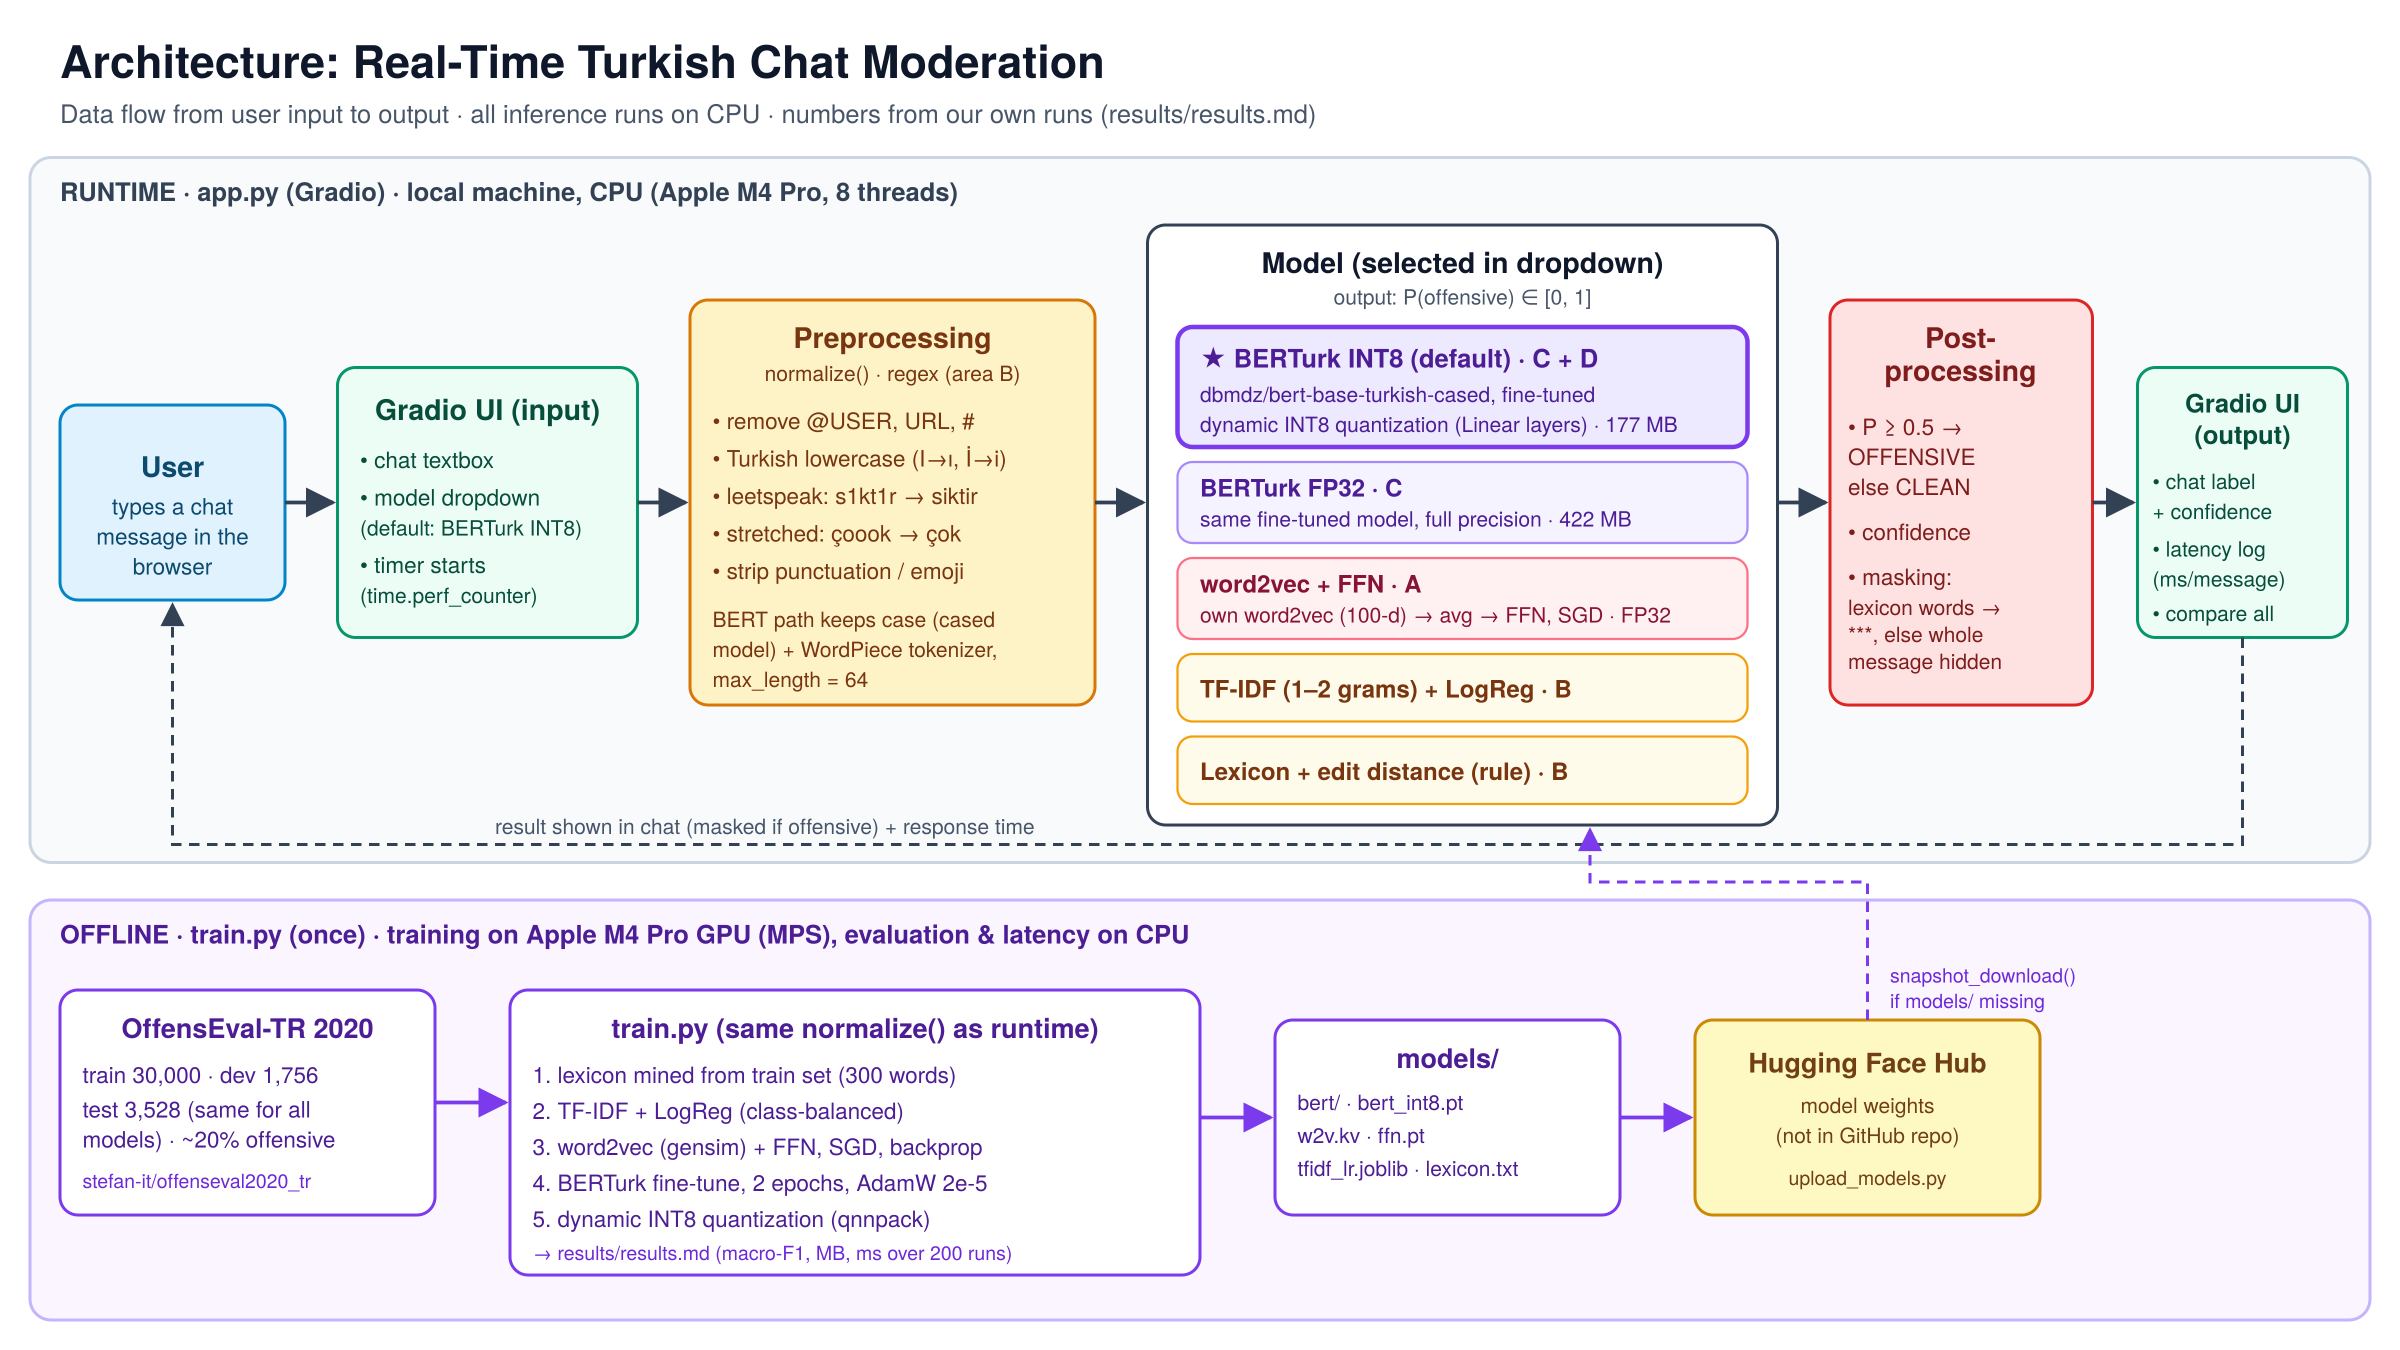 Architecture: Real-Time Turkish Chat Moderation
Data flow from user input to output · all inference runs on CPU · numbers from our own runs (results/results.md)
RUNTIME · app.py (Gradio) · local machine, CPU (Apple M4 Pro, 8 threads)
User
types a chat
message in the
browser
Gradio UI (input)
• chat textbox
• model dropdown
(default: BERTurk INT8)
• timer starts
(time.perf_counter)
Preprocessing
normalize() · regex (area B)
• remove @USER, URL, #
• Turkish lowercase (I→ı, İ→i)
• leetspeak: s1kt1r → siktir
• stretched: çoook → çok
• strip punctuation / emoji
BERT path keeps case (cased
model) + WordPiece tokenizer,
max_length = 64
Model (selected in dropdown)
output: P(offensive) ∈ [0, 1]
★ BERTurk INT8 (default) · C + D
dbmdz/bert-base-turkish-cased, fine-tuned
dynamic INT8 quantization (Linear layers) · 177 MB
BERTurk FP32 · C
same fine-tuned model, full precision · 422 MB
word2vec + FFN · A
own word2vec (100-d) → avg → FFN, SGD · FP32
TF-IDF (1–2 grams) + LogReg · B
Lexicon + edit distance (rule) · B
Post-
processing
• P ≥ 0.5 →
OFFENSIVE
else CLEAN
• confidence
• masking:
lexicon words →
***, else whole
message hidden
Gradio UI
(output)
• chat label
+ confidence
• latency log
(ms/message)
• compare all
result shown in chat (masked if offensive) + response time
OFFLINE · train.py (once) · training on Apple M4 Pro GPU (MPS), evaluation & latency on CPU
OffensEval-TR 2020
train 30,000 · dev 1,756
test 3,528 (same for all
models) · ~20% offensive
stefan-it/offenseval2020_tr
train.py (same normalize() as runtime)
1. lexicon mined from train set (300 words)
2. TF-IDF + LogReg (class-balanced)
3. word2vec (gensim) + FFN, SGD, backprop
4. BERTurk fine-tune, 2 epochs, AdamW 2e-5
5. dynamic INT8 quantization (qnnpack)
→ results/results.md (macro-F1, MB, ms over 200 runs)
models/
bert/ · bert_int8.pt
w2v.kv · ffn.pt
tfidf_lr.joblib · lexicon.txt
snapshot_download()
if models/ missing
Hugging Face Hub
model weights
(not in GitHub repo)
upload_models.py